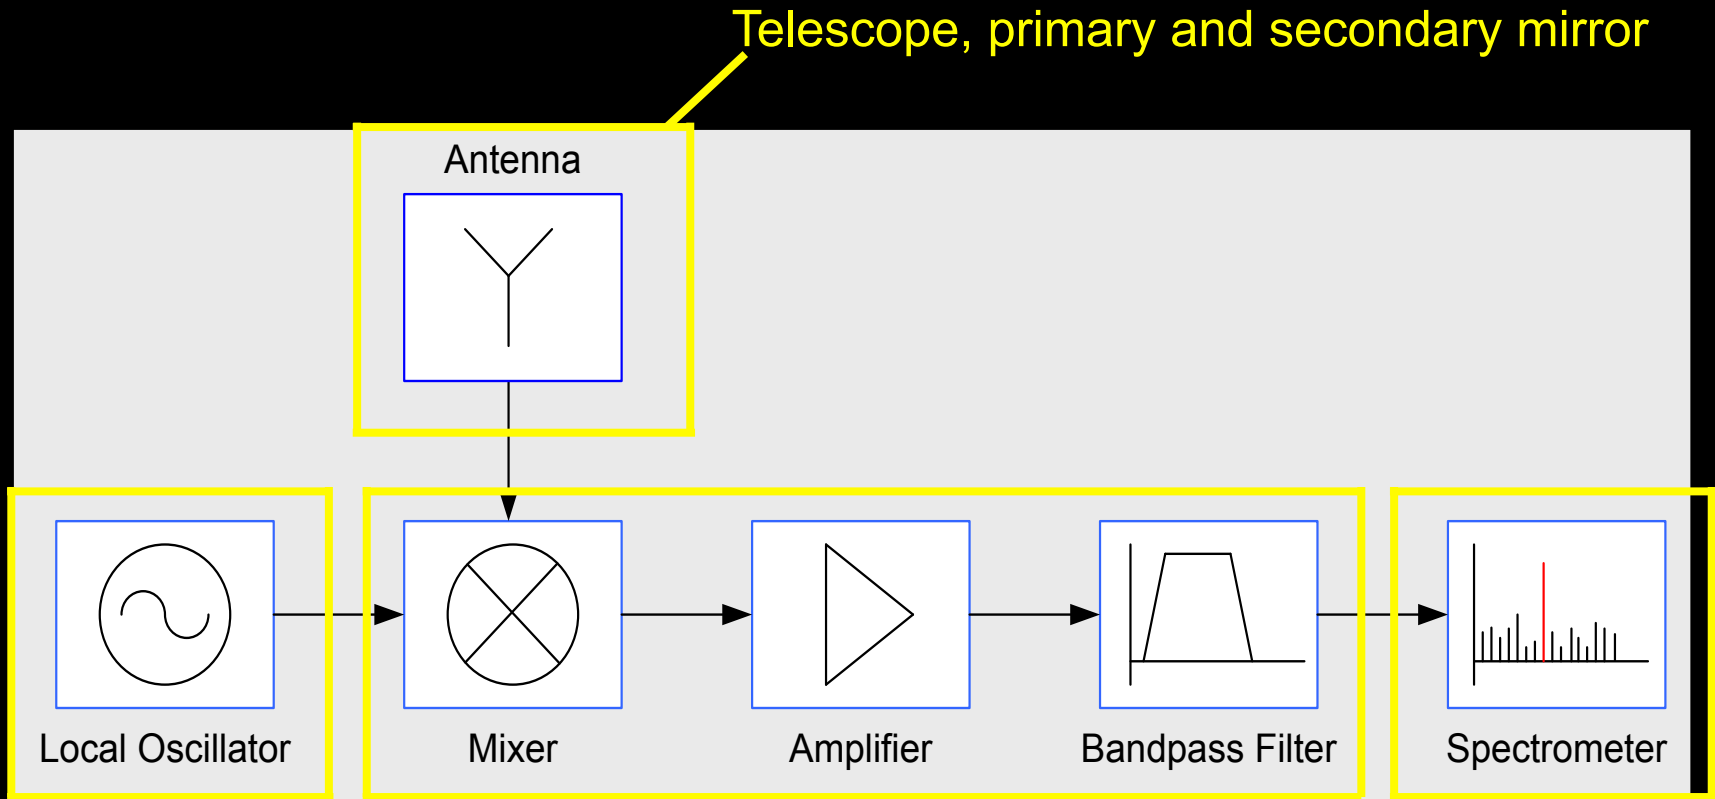 Telescope, primary and secondary mirror
Antenna
Local Oscillator
Mixer
Amplifier
Bandpass Filter
Spectrometer